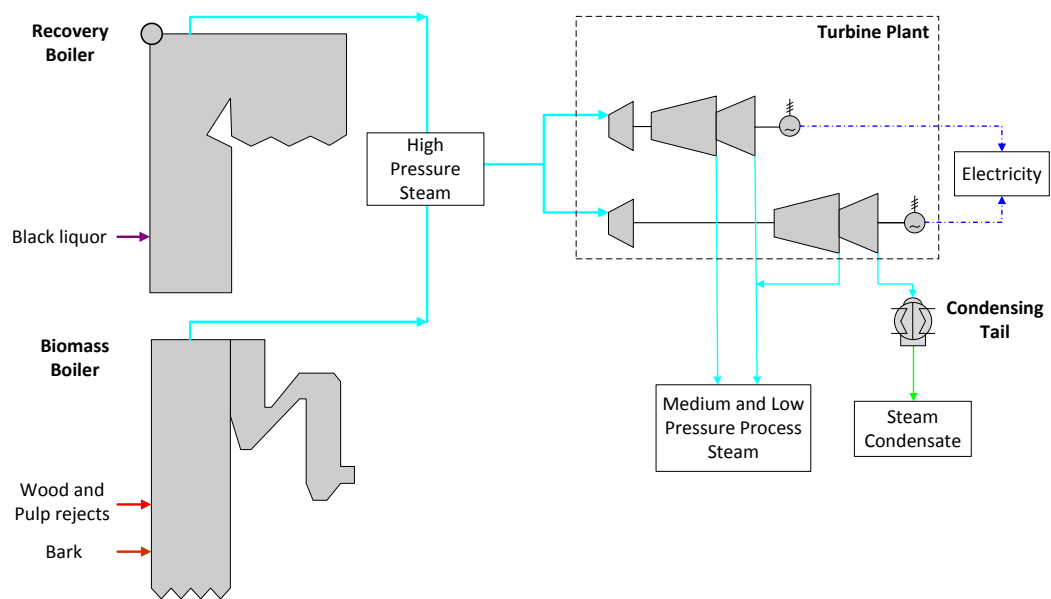 Recovery
Boiler
Turbine Plant
High
Pressure
Steam
Electricity
Black liquor
Condensing
Tail
Biomass
Boiler
Medium and Low
Pressure Process
Steam
Steam
Condensate
Wood and
Pulp rejects
Bark